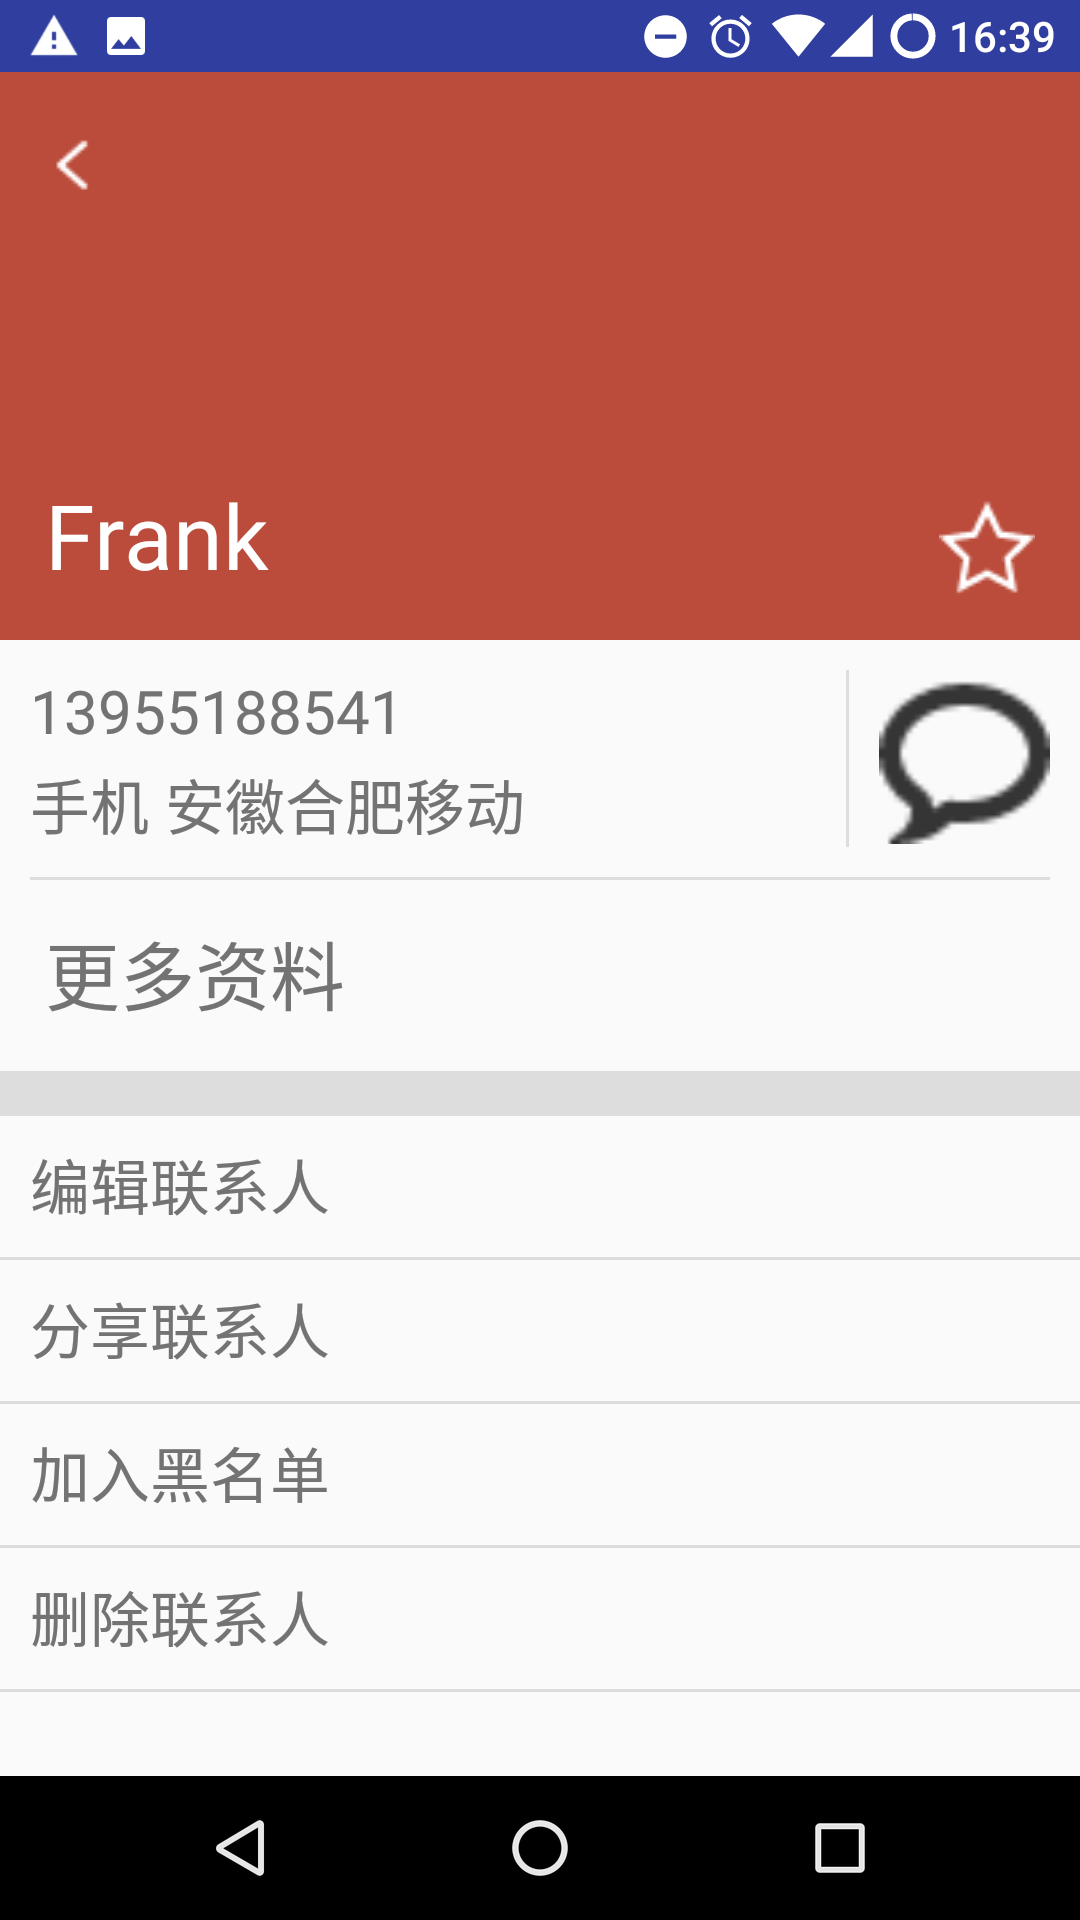 16:39
Frank
13955188541
手机 安徽合肥移动
更多资料
编辑联系人
分享联系人
加入黑名单
删除联系人